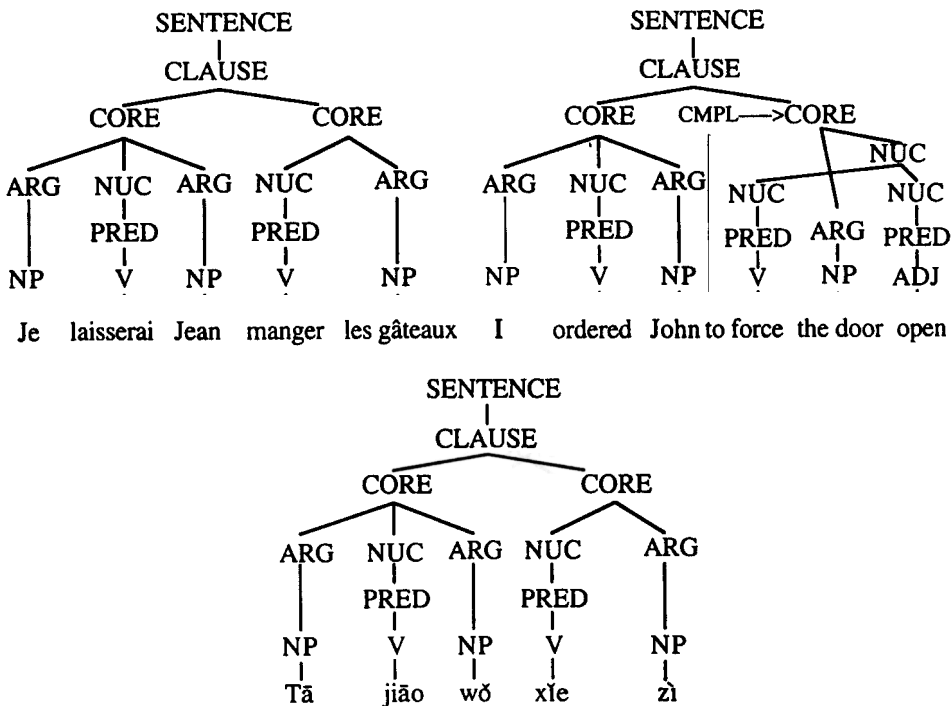 SENTENCE SENTENCE
CLAUSE CLAUSE
CORE CORE CORE CMPL—>CORE
NUC
ARG NUC ARG NUC ARG ARG NUC ARG NUC NUC
PRED PRED PRED PRED ARG PRED
NP V NP V NP NP V NP V NP ADJ
Je laisserai Jean manger les gâteaux I ordered John to force the door open
SENTENCE
CLAUSE
CORE CORE
ARG NUC ARG NUC ARG
PRED PRED
NP V NP V NP
Tā jiāo wǒ xǐe zì